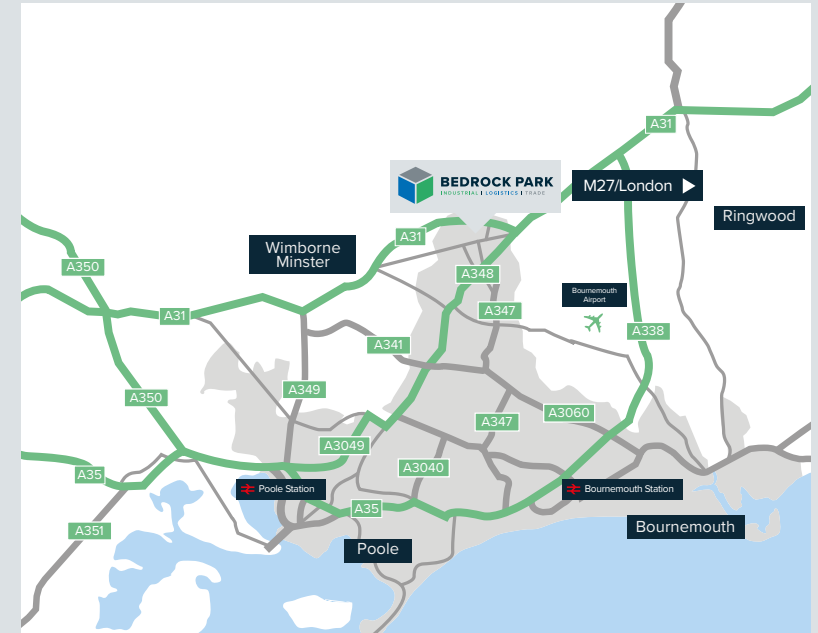 A31
BEDROCK PARK
INDUSTRIAL | LOGISTICS | TRADE
M27/London
Ringwood
A31
Wimborne
Minster
A350
A348
Bournemouth
Airport
A347
A31
A338
A341
A349
A350
A3060
A347
A3049
A3040
A35
Poole Station
Bournemouth Station
A35
A351
Bournemouth
Poole